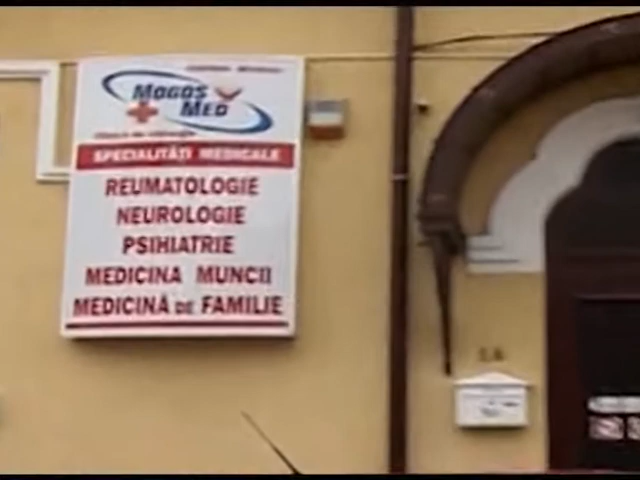 MOGOS
MED
SPECIALITĂȚI MEDICALE
REUMATOLOGIE
NEUROLOGIE
PSIHIATRIE
MEDICINA MUNCII
MEDICINĂ DE FAMILIE